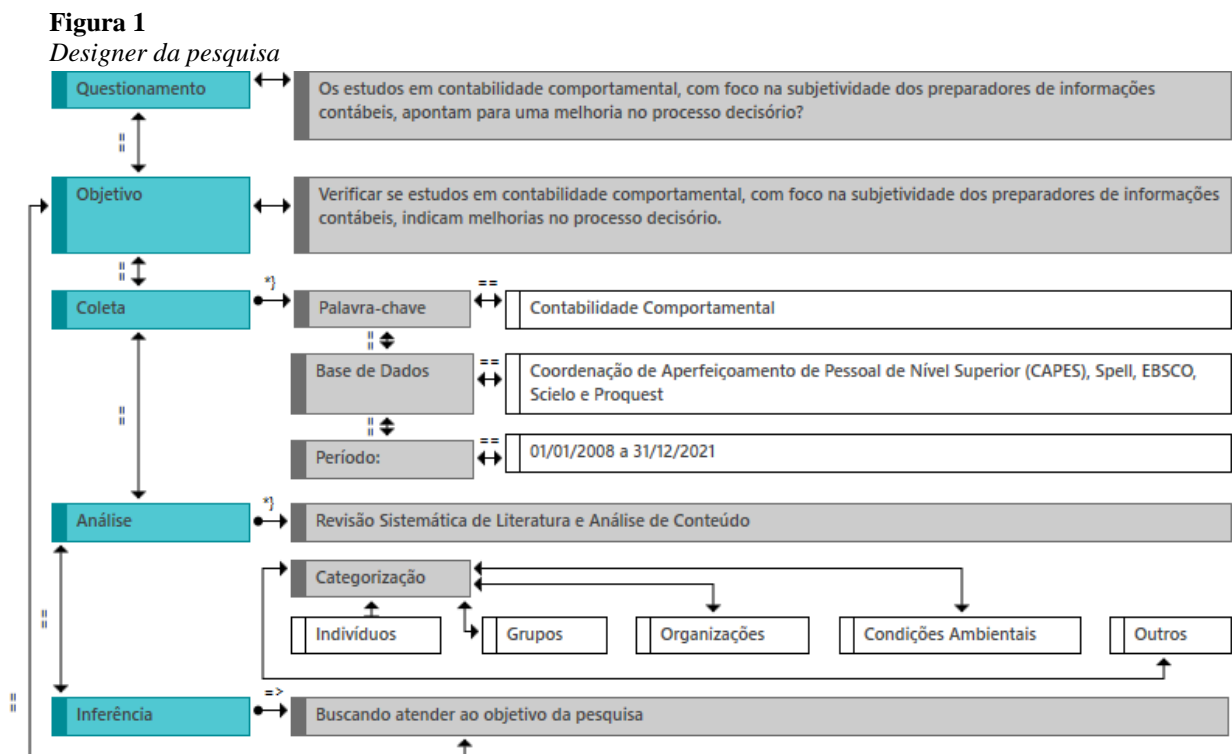 Figura 1
Designer da pesquisa
Questionamento
Os estudos em contabilidade comportamental, com foco na subjetividade dos preparadores de informações
contábeis, apontam para uma melhoria no processo decisório?
==
Objetivo
Verificar se estudos em contabilidade comportamental, com foco na subjetividade dos preparadores de informações
contábeis, indicam melhorias no processo decisório.
==
Coleta
*}
Palavra-chave
==
Contabilidade Comportamental
==
Base de Dados
==
Coordenação de Aperfeiçoamento de Pessoal de Nível Superior (CAPES), Spell, EBSCO,
Scielo e Proquest
==
==
Período:
==
01/01/2008 a 31/12/2021
Análise
*}
Revisão Sistemática de Literatura e Análise de Conteúdo
Categorização
==
Indivíduos
Grupos
Organizações
Condições Ambientais
Outros
==
Inferência
=>
Buscando atender ao objetivo da pesquisa